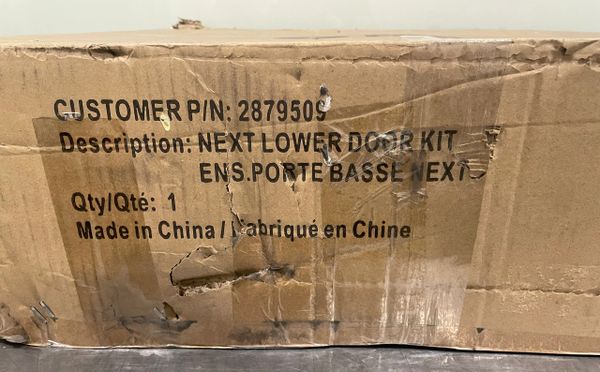 CUSTOMER P/N: 2879509
Description: NEXT LOWER DOOR KIT
ENS.PORTE BASSE NEXT
Qty/Qté: 1
Made in China / Fabriqué en Chine